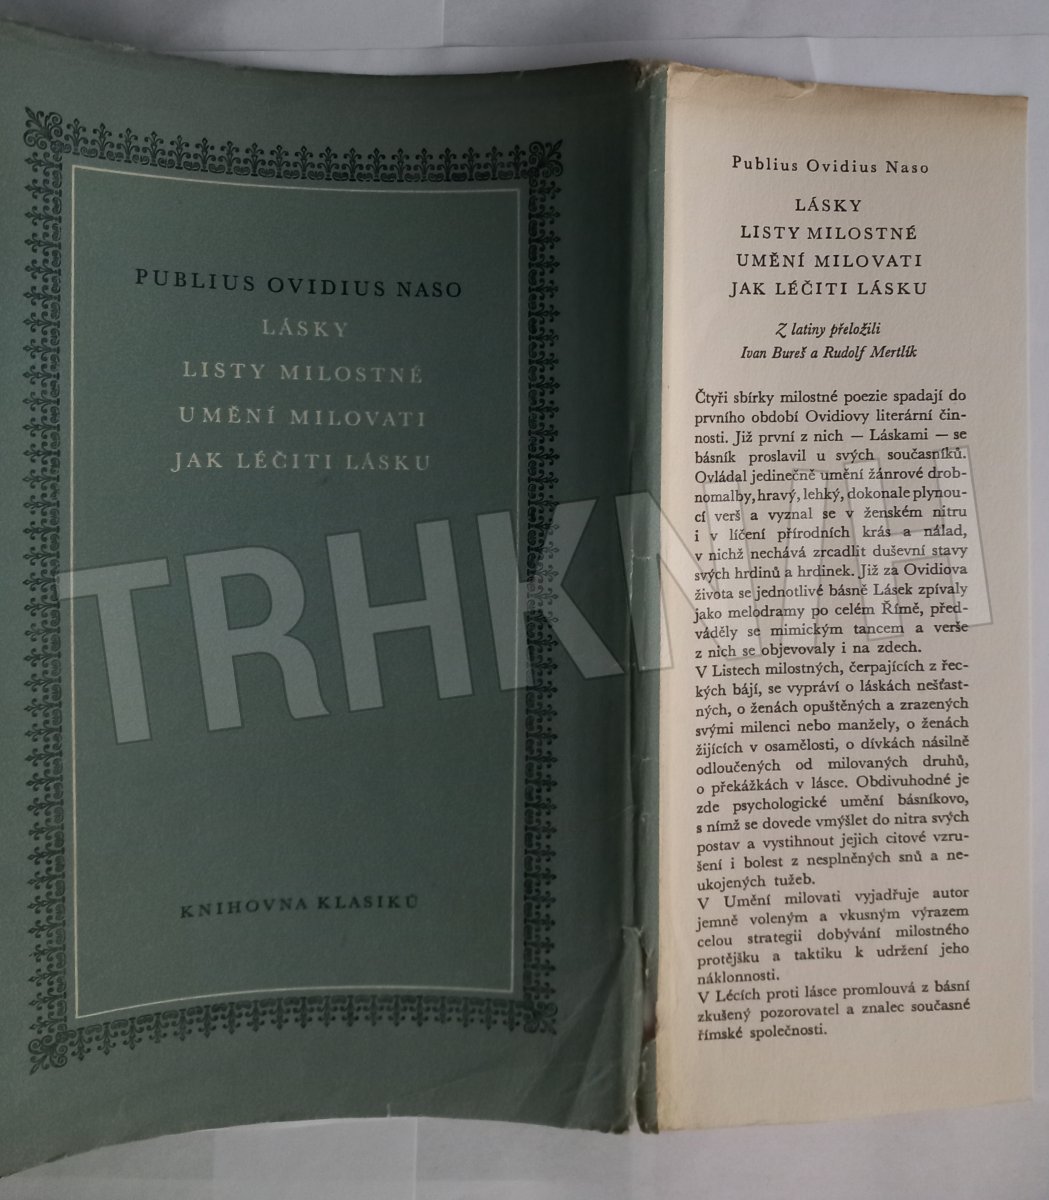 PUBLIUS OVIDIUS NASO
LÁSKY
LISTY MILOSTNÉ
UMĚNÍ MILOVATI
JAK LÉČITI LÁSKU
KNIHOVNA KLASIKŮ
Publius Ovidius Naso
LÁSKY
LISTY MILOSTNÉ
UMĚNÍ MILOVATI
JAK LÉČITI LÁSKU
Z latiny přeložili
Ivan Bureš a Rudolf Mertlík
Čtyři sbírky milostné poezie spadají do
prvního období Ovidiovy literární čin-
nosti. Již první z nich — Láskami — se
básník proslavil u svých současníků.
Ovládal jedinečně umění žánrové drob-
nomalby, hravý, lehký, dokonale plynou-
cí verš a vyznal se v ženském nitru
i v líčení přírodních krás a nálad,
v nichž nechává zrcadlit duševní stavy
svých hrdinů a hrdinek. Již za Ovidiova
života se jednotlivé básně Lásek zpívaly
jako melodramy po celém Římě, před-
váděly se mimickým tancem a verše
z nich se objevovaly i na zdech.
V Listech milostných, čerpajících z řec-
kých bájí, se vypráví o láskách nešťast-
ných, o ženách opuštěných a zrazených
svými milenci nebo manžely, o ženách
žijících v osamělosti, o dívkách násilně
odloučených od milovaných druhů,
o překážkách v lásce. Obdivuhodné je
zde psychologické umění básníkovo,
s nímž se dovede vmýšlet do nitra svých
postav a vystihnout jejich citové vzru-
šení i bolest z nesplněných snů a ne-
ukojených tužeb.
V Umění milovati vyjadřuje autor
jemně voleným a vkusným výrazem
celou strategii dobývání milostného
protějšku a taktiku k udržení jeho
náklonnosti.
V Lécích proti lásce promlouvá z básní
zkušený pozorovatel a znalec současné
římské společnosti.
TRHKNIH